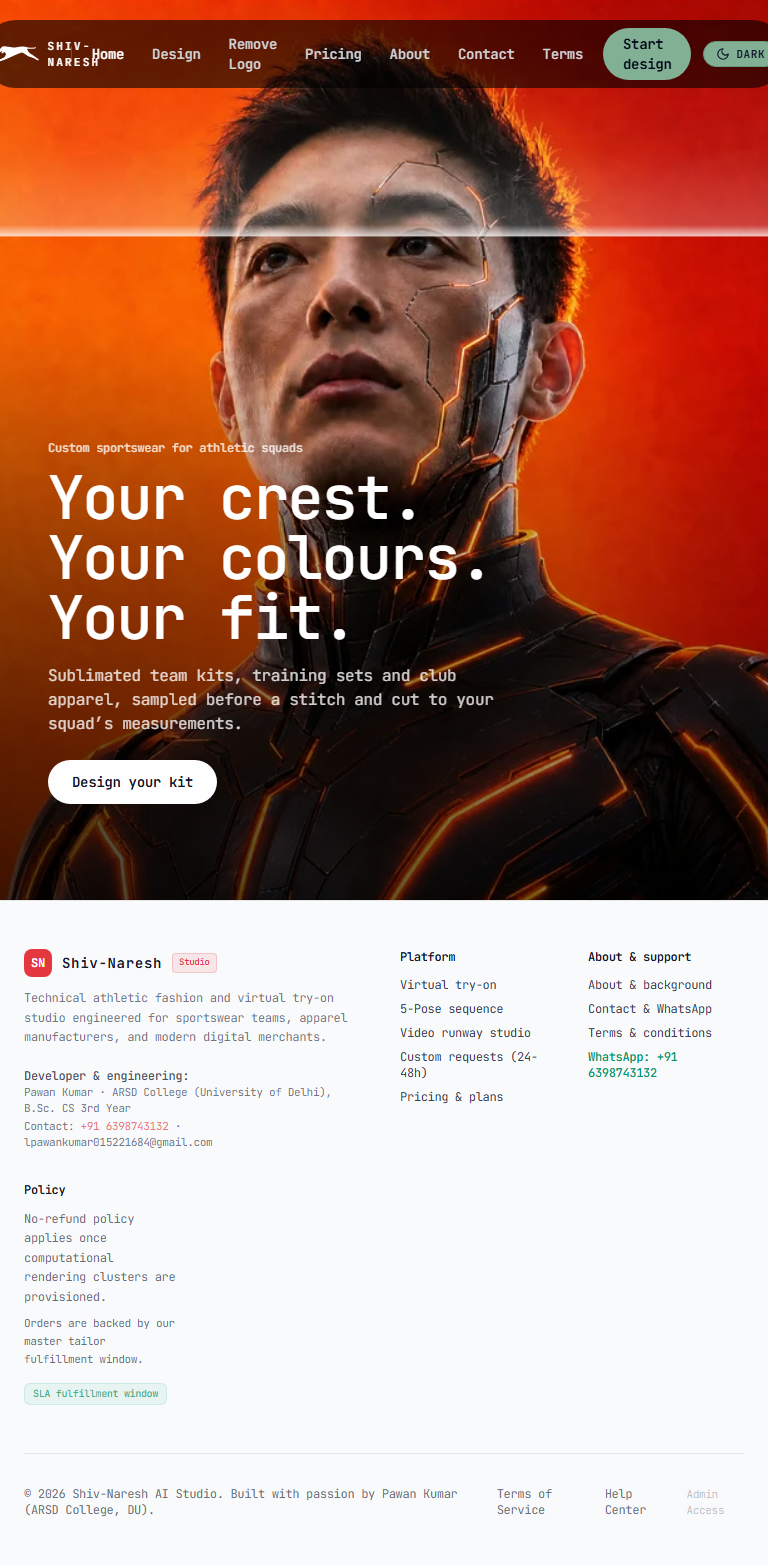 SHIV-
NARESH
Home
Design
Remove
Logo
Pricing
About
Contact
Terms
Start
design
DARK
Custom sportswear for athletic squads
Your crest.
Your colours.
Your fit.
Sublimated team kits, training sets and club
apparel, sampled before a stitch and cut to your
squad’s measurements.
Design your kit
SN
Shiv-Naresh
Studio
Technical athletic fashion and virtual try-on
studio engineered for sportswear teams, apparel
manufacturers, and modern digital merchants.
Developer & engineering:
Pawan Kumar · ARSD College (University of Delhi),
B.Sc. CS 3rd Year
Contact: +91 6398743132 ·
lpawankumar015221684@gmail.com
Platform
Virtual try-on
5-Pose sequence
Video runway studio
Custom requests (24-
48h)
Pricing & plans
About & support
About & background
Contact & WhatsApp
Terms & conditions
WhatsApp: +91
6398743132
Policy
No-refund policy
applies once
computational
rendering clusters are
provisioned.
Orders are backed by our
master tailor
fulfillment window.
SLA fulfillment window
© 2026 Shiv-Naresh AI Studio. Built with passion by Pawan Kumar
(ARSD College, DU).
Terms of
Service
Help
Center
Admin
Access